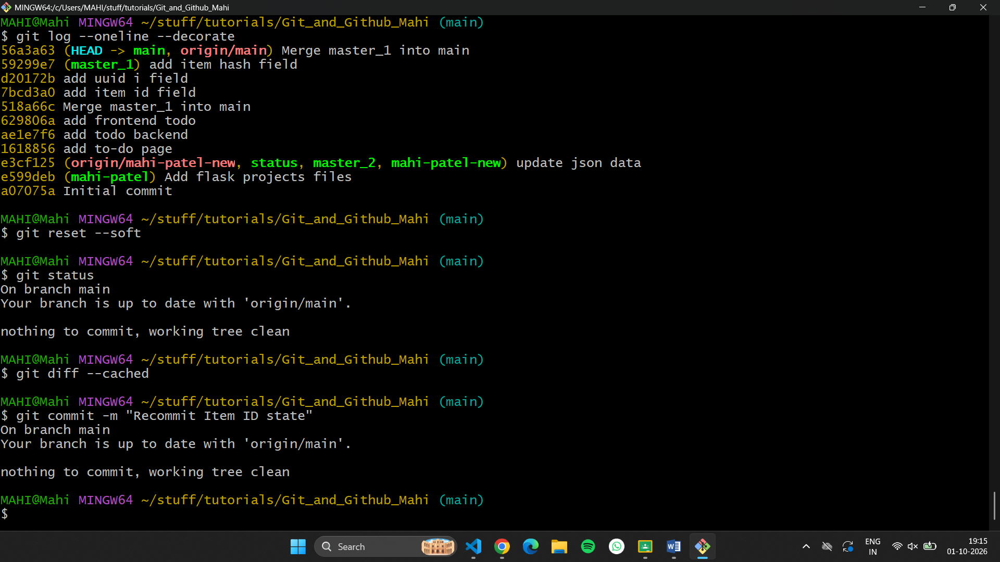 MINGW64:/c/Users/MAHI/stuff/tutorials/Git_and_Github_Mahi
MAHI@Mahi MINGW64 ~/stuff/tutorials/Git_and_Github_Mahi (main)
$ git log --oneline --decorate
56a3a63 (HEAD -> main, origin/main) Merge master_1 into main
59299e7 (master_1) add item hash field
d20172b add uuid i field
7bcd3a0 add item id field
518a66c Merge master_1 into main
629806a add frontend todo
ae1e7f6 add todo backend
1618856 add to-do page
e3cf125 (origin/mahi-patel-new, status, master_2, mahi-patel-new) update json data
e599deb (mahi-patel) Add flask projects files
a07075a Initial commit
MAHI@Mahi MINGW64 ~/stuff/tutorials/Git_and_Github_Mahi (main)
$ git reset --soft
MAHI@Mahi MINGW64 ~/stuff/tutorials/Git_and_Github_Mahi (main)
$ git status
On branch main
Your branch is up to date with 'origin/main'.
nothing to commit, working tree clean
MAHI@Mahi MINGW64 ~/stuff/tutorials/Git_and_Github_Mahi (main)
$ git diff --cached
MAHI@Mahi MINGW64 ~/stuff/tutorials/Git_and_Github_Mahi (main)
$ git commit -m "Recommit Item ID state"
On branch main
Your branch is up to date with 'origin/main'.
nothing to commit, working tree clean
MAHI@Mahi MINGW64 ~/stuff/tutorials/Git_and_Github_Mahi (main)
$
Search
ENG
IN
19:15
01-10-2026